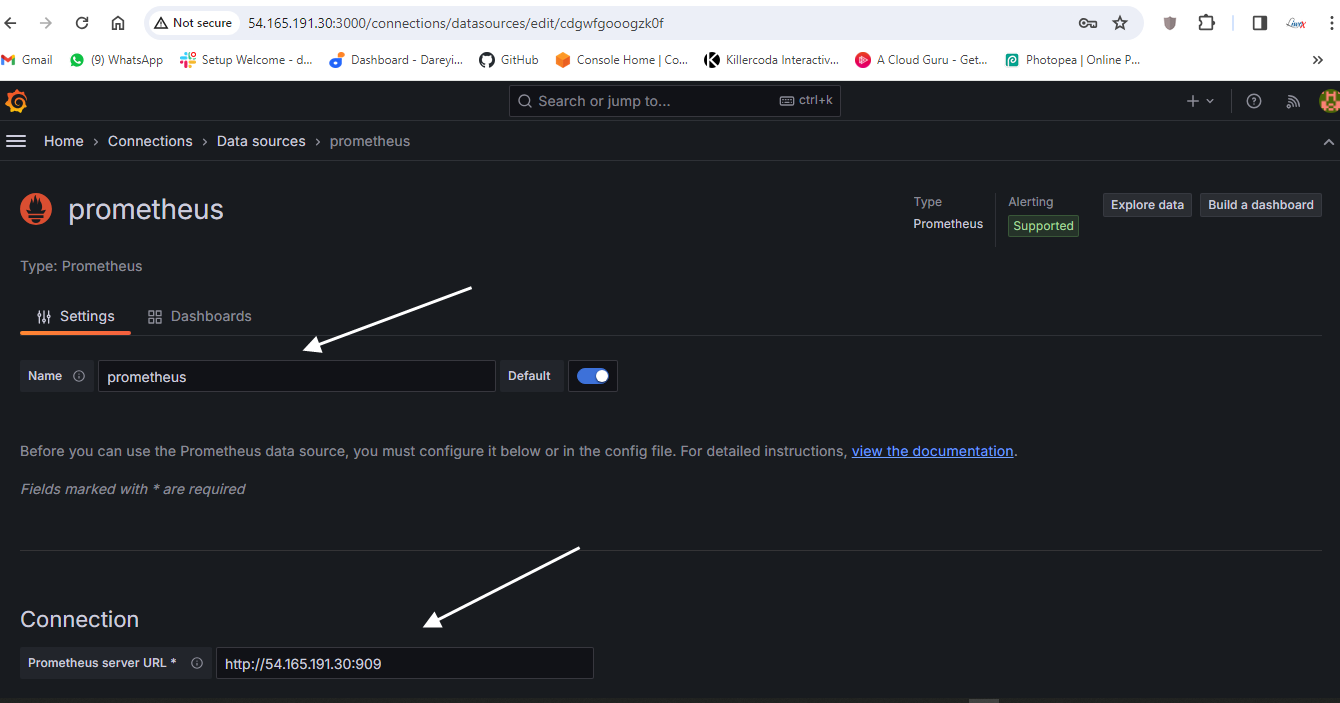 Not secure 54.165.191.30:3000/connections/datasources/edit/cdgwfgooogzk0f
Gmail (9) WhatsApp Setup Welcome - d... Dashboard - Dareyi... GitHub Console Home | Co... Killercoda Interactiv... A Cloud Guru - Get... Photopea | Online P... »
Search or jump to... ctrl+k
Home › Connections › Data sources › prometheus
prometheus
Type
Prometheus
Alerting
Supported
Explore data Build a dashboard
Type: Prometheus
Settings Dashboards
Name prometheus Default
Before you can use the Prometheus data source, you must configure it below or in the config file. For detailed instructions, view the documentation.
Fields marked with * are required
Connection
Prometheus server URL * http://54.165.191.30:909